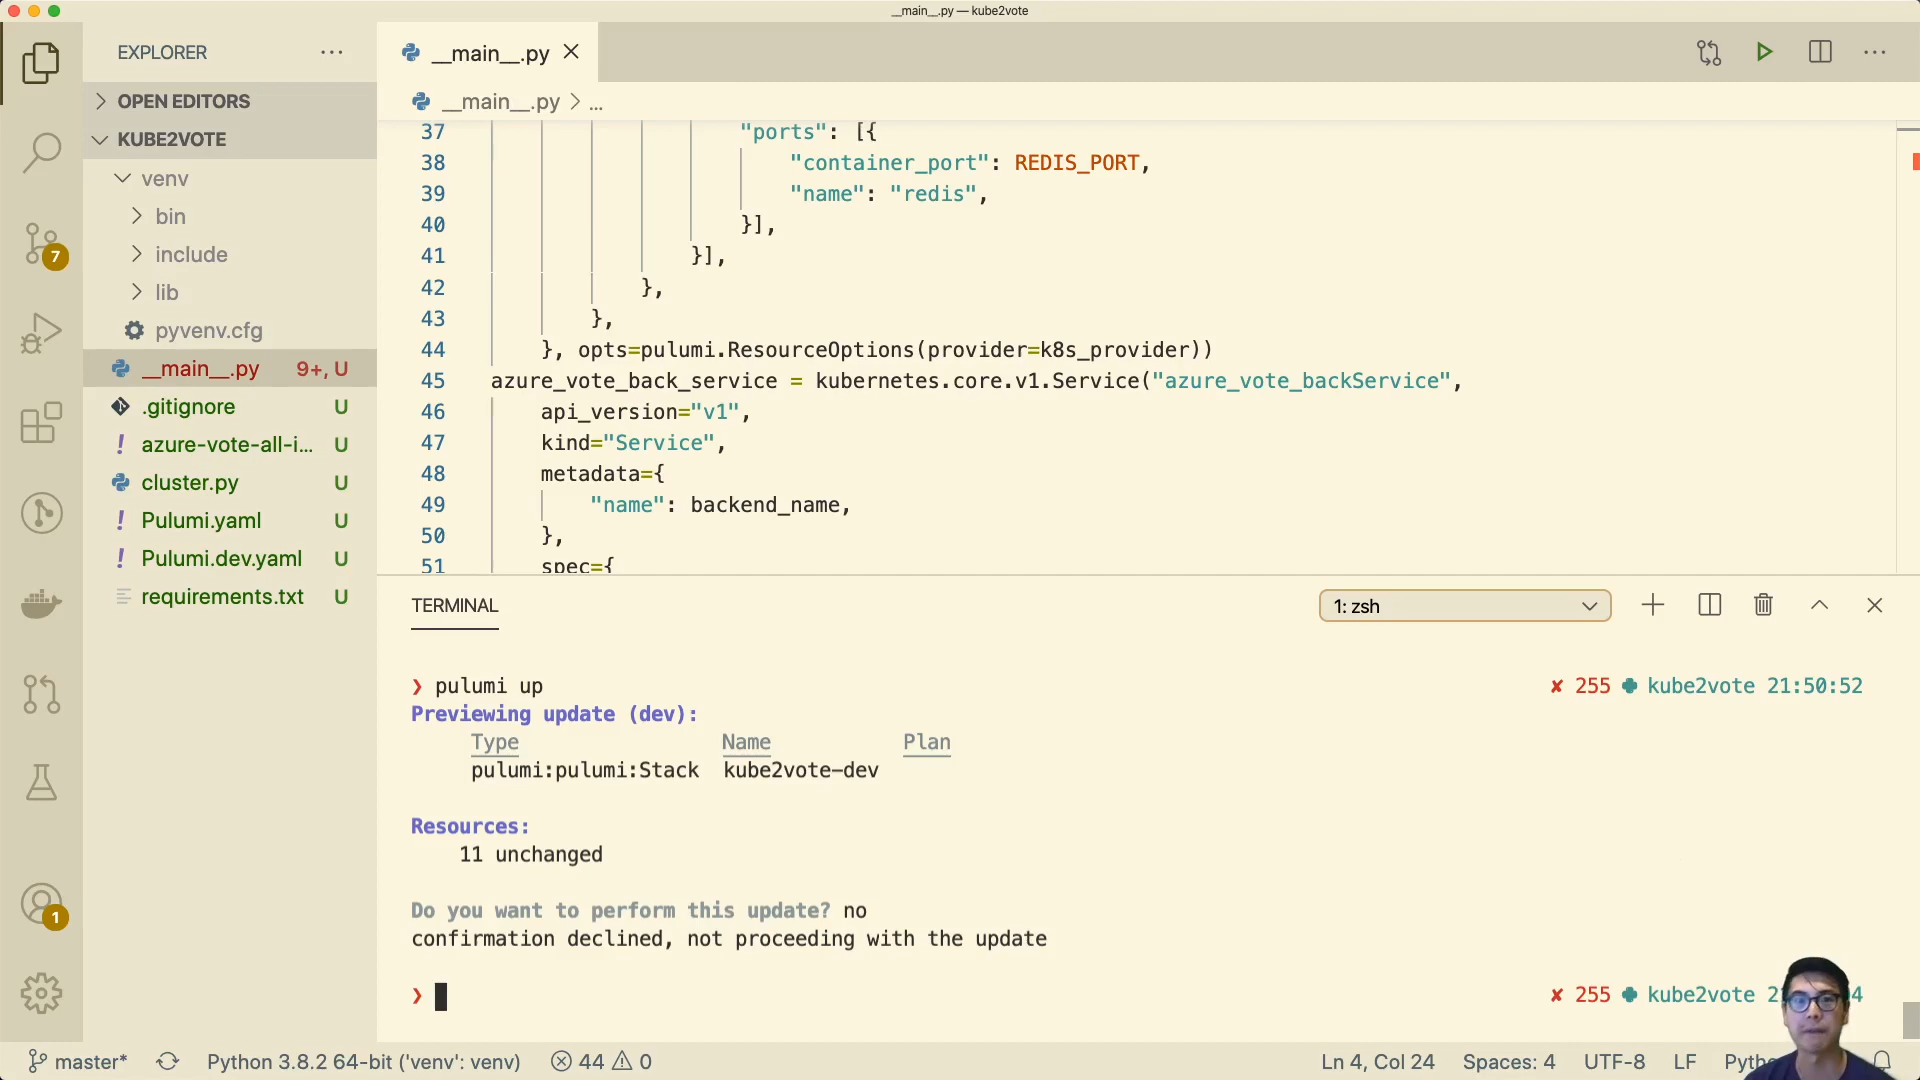 __main__.py — kube2vote
EXPLORER
OPEN EDITORS
KUBE2VOTE
venv
bin
include
lib
pyvenv.cfg
__main__.py 9+, U
.gitignore U
azure-vote-all-i... U
cluster.py U
Pulumi.yaml U
Pulumi.dev.yaml U
requirements.txt U
7
1
__main__.py
__main__.py > ...
37 "ports": [{
38 "container_port": REDIS_PORT,
39 "name": "redis",
40 }],
41 }],
42 },
43 },
44 }, opts=pulumi.ResourceOptions(provider=k8s_provider))
45 azure_vote_back_service = kubernetes.core.v1.Service("azure_vote_backService",
46 api_version="v1",
47 kind="Service",
48 metadata={
49 "name": backend_name,
50 },
51 spec={
TERMINAL
1: zsh
❯ pulumi up ✘ 255 kube2vote 21:50:52
Previewing update (dev):
Type Name Plan
pulumi:pulumi:Stack kube2vote-dev
Resources:
11 unchanged
Do you want to perform this update? no
confirmation declined, not proceeding with the update
❯ ✘ 255 kube2vote
master* Python 3.8.2 64-bit ('venv': venv) 44 0 Ln 4, Col 24 Spaces: 4 UTF-8 LF